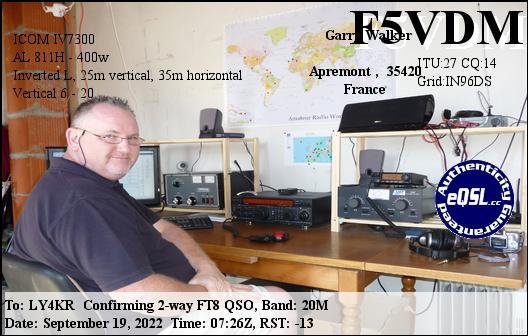 F5VDM
ICOM IV7300
AL 811H - 400w
Inverted L, 25m vertical, 35m horizontal
Vertical 6 - 20
Garry Walker
Apremont , 35420
France
ITU:27 CQ:14
Grid:IN96DS
Authenticity
eQSL.cc
Guaranteed
To: LY4KR Confirming 2-way FT8 QSO, Band: 20M
Date: September 19, 2022 Time: 07:26Z, RST: -13